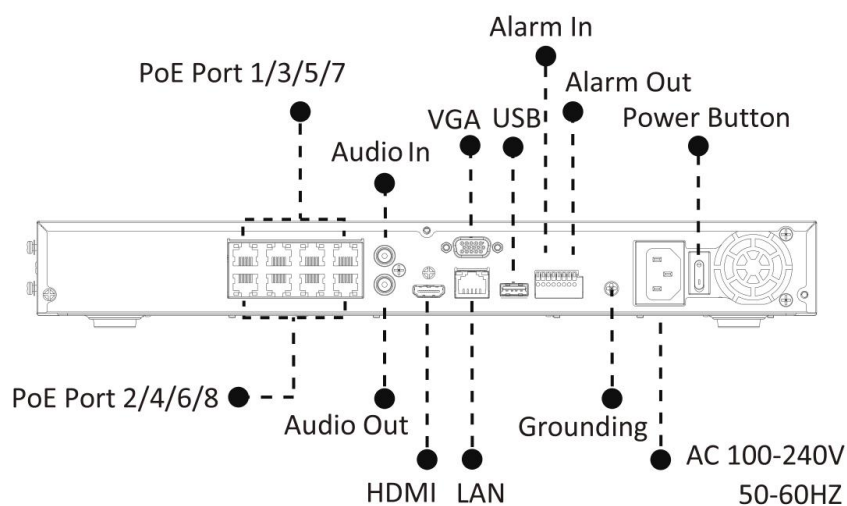 Alarm In
PoE Port 1/3/5/7
Alarm Out
VGA USB
Power Button
Audio In
PoE Port 2/4/6/8
Audio Out
Grounding
AC 100-240V
50-60HZ
HDMI LAN